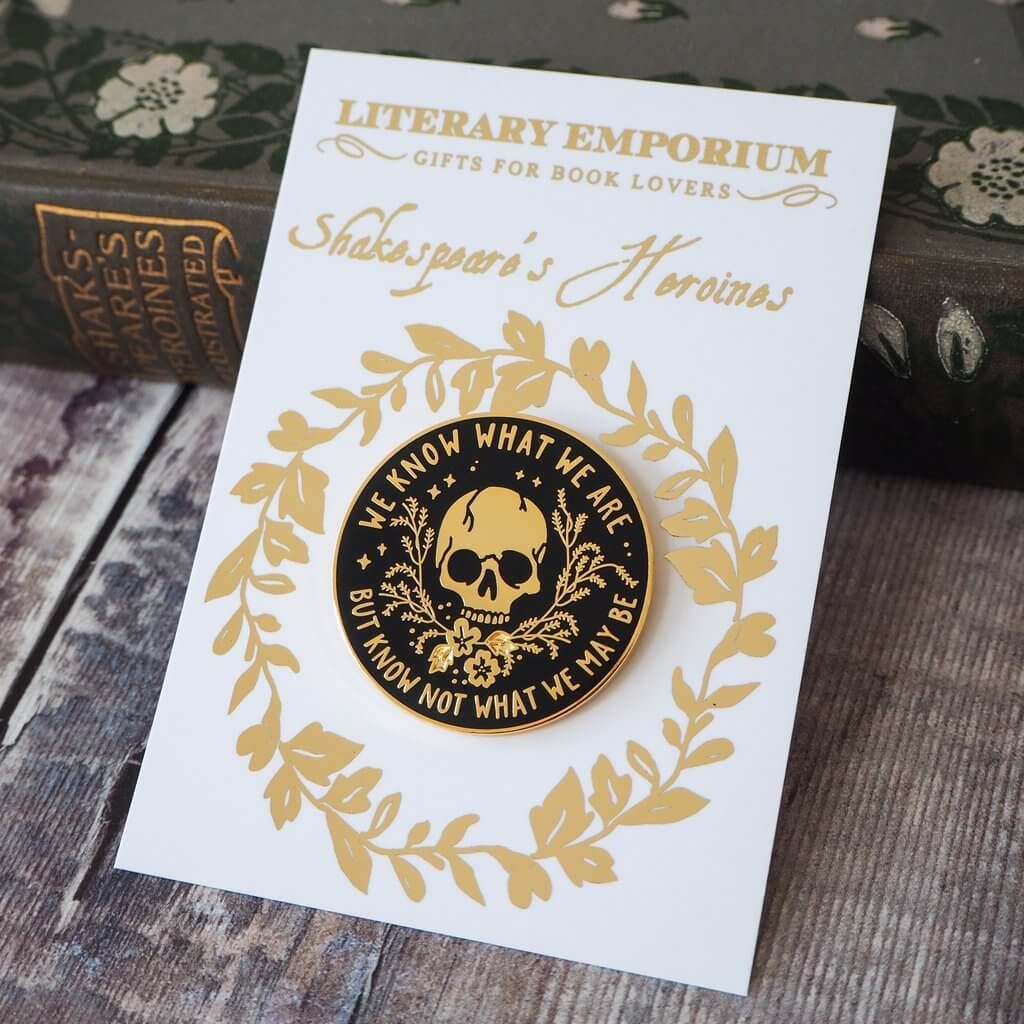 LITERARY EMPORIUM
GIFTS FOR BOOK LOVERS
Shakespeare's Heroines
WE KNOW WHAT WE ARE
BUT KNOW NOT WHAT WE MAY BE
SHAKS-
PEARE'S
HEROINES
ILLUSTRATED